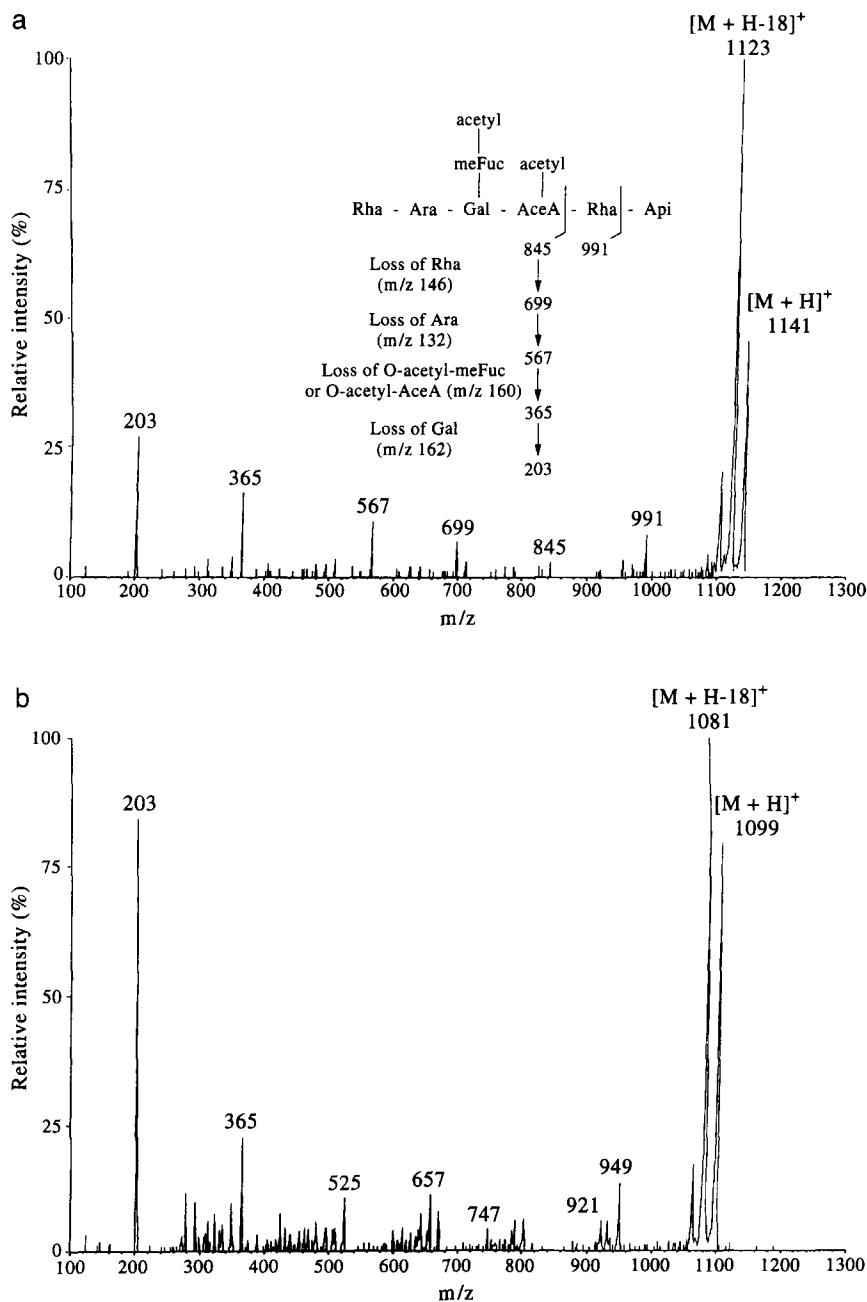 a
[M + H-18]⁺
1123
100
acetyl
meFuc acetyl
75
Rha - Ara - Gal - AceA - Rha - Api
845 991
Loss of Rha
(m/z 146)
699
[M + H]⁺
1141
50
Loss of Ara
(m/z 132)
567
Loss of O-acetyl-meFuc
or O-acetyl-AceA (m/z 160)
365
Loss of Gal
(m/z 162)
203
Relative intensity (%)
203
25
365
567
699
845
991
0
100 200 300 400 500 600 700 800 900 1000 1100 1200 1300
m/z
b
[M + H-18]⁺
1081
100
[M + H]⁺
1099
203
75
Relative intensity (%)
50
25
365
525
657
747
921
949
0
100 200 300 400 500 600 700 800 900 1000 1100 1200 1300
m/z